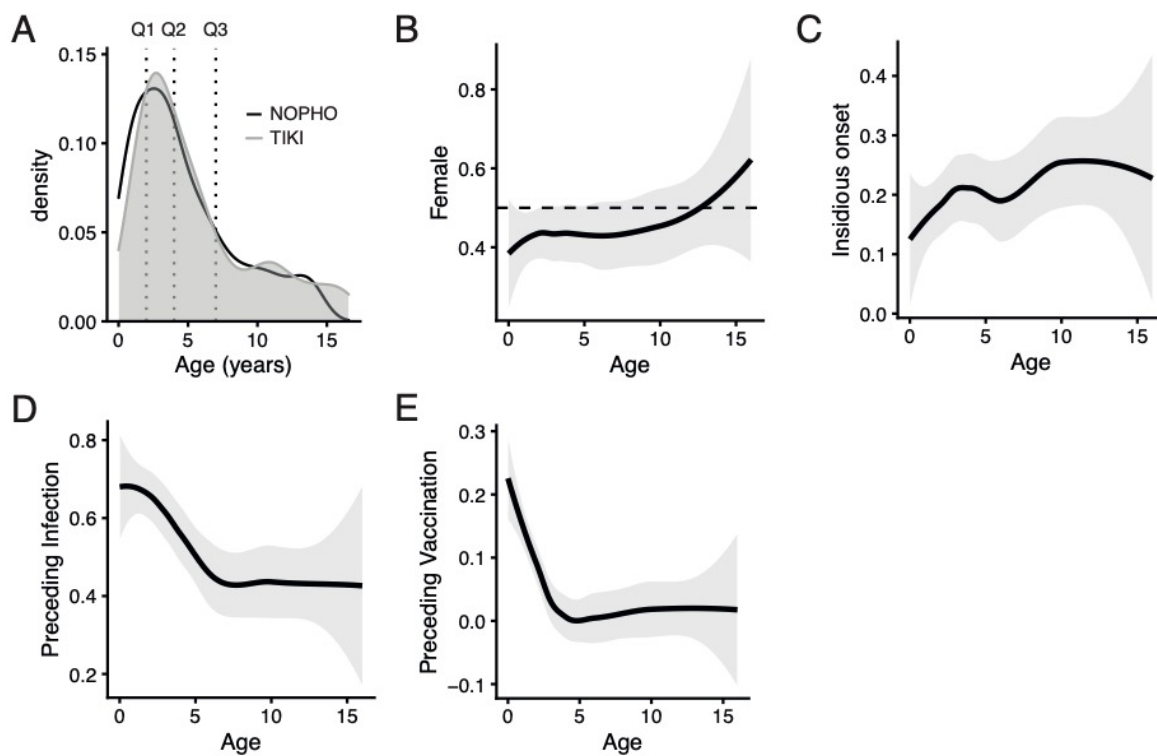 A
Q1 Q2 Q3
0.15
0.10
0.05
0.00
density
NOPHO
TIKI
0 5 10 15
Age (years)
B
0.8
0.6
0.4
Female
0 5 10 15
Age
C
0.4
0.3
0.2
0.1
0.0
Insidious onset
0 5 10 15
Age
D
0.8
0.6
0.4
0.2
Preceding Infection
0 5 10 15
Age
E
0.3
0.2
0.1
0.0
−0.1
Preceding Vaccination
0 5 10 15
Age